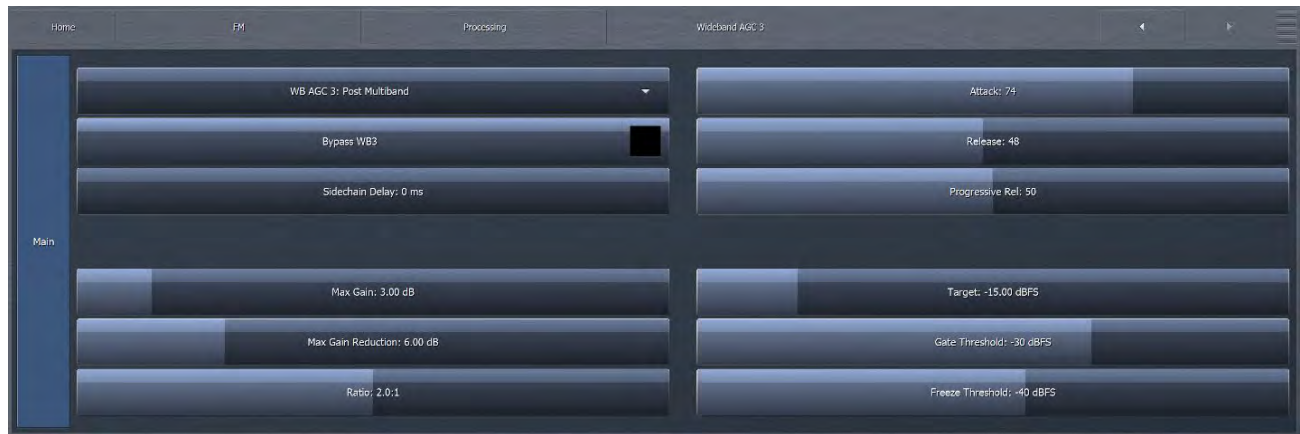 Home FM Processing Wideband AGC 3
Main
WB AGC 3: Post Multiband
Bypass WB3
Sidechain Delay: 0 ms
Max Gain: 3.00 dB
Max Gain Reduction: 6.00 dB
Ratio: 2.0:1
Attack: 74
Release: 48
Progressive Rel: 50
Target: -15.00 dBFS
Gate Threshold: -30 dBFS
Freeze Threshold: -40 dBFS